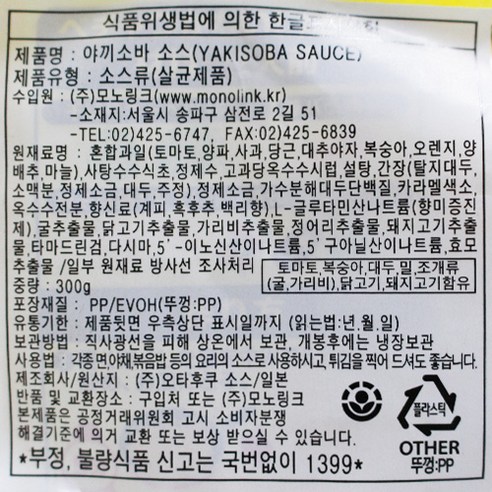 식품위생법에 의한 한글표시사항
제품명 : 야끼소바 소스(YAKISOBA SAUCE)
제품유형 : 소스류(살균제품)
수입원 : (주)모노링크(www.monolink.kr)
-소재지:서울시 송파구 삼전로 2길 51
-TEL:02)425-6747, FAX:02)425-6839
원재료명 : 혼합과일(토마토,양파,사과,당근,대추야자,복숭아,오렌지,양
배추,마늘),사탕수수식초,정제수,고과당옥수수시럽,설탕,간장(탈지대두,
소맥분,정제소금,대두,주정),정제소금,가수분해대두단백질,카라멜색소,
옥수수전분,향신료(계피,흑후추,백리향),L-글루타민산나트륨(향미증진
제),굴추출물,닭고기추출물,가리비추출물,정어리추출물,돼지고기추출
물,타마드린검,다시마,5'-이노신산이나트륨,5'구아닐산이나트륨,효모
추출물/일부 원재료 방사선 조사처리
토마토,복숭아,대두,밀,조개류
(굴,가리비),닭고기,돼지고기함유
중량 : 300g
포장재질 : PP/EVOH(뚜껑:PP)
유통기한 : 제품뒷면 우측상단 표시일까지 (읽는법:년.월.일)
보관방법 : 직사광선을 피해 상온에서 보관, 개봉후에는 냉장보관
사용법 : 각종 면,야채,볶음밥 등의 요리의 소스로 사용하시고, 튀김을 찍어 드셔도 좋습니다.
제조회사/원산지 : (주)오타후쿠 소스/일본
반품 및 교환장소 : 구입처 또는 (주)모노링크
본제품은 공정거래위원회 고시 소비자분쟁
해결기준에 의거 교환 또는 보상 받으실 수 있습니다.
*부정, 불량식품 신고는 국번없이 1399*
플라스틱
OTHER
뚜껑:PP